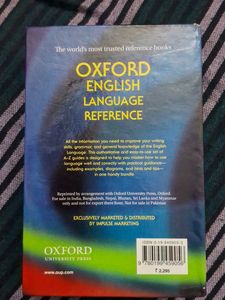 The world's most trusted reference books
OXFORD
ENGLISH
LANGUAGE
REFERENCE
All the information you need to improve your writing
skills, grammar, and general knowledge of the English
Language. This authoritative and easy-to-use set of
A–Z guides is designed to help you master how to use
language well and correctly with practical guidance—
including examples, diagrams, and hints and tips—
in one handy bundle.
Reprinted by arrangement with Oxford University Press, Oxford.
For sale in India, Bangladesh, Nepal, Bhutan, Sri Lanka and Myanmar
only and not for export there from. Not for sale in Pakistan
EXCLUSIVELY MARKETED & DISTRIBUTED
BY IMPULSE MARKETING
OXFORD
UNIVERSITY PRESS
www.oup.com
₹ 2,295